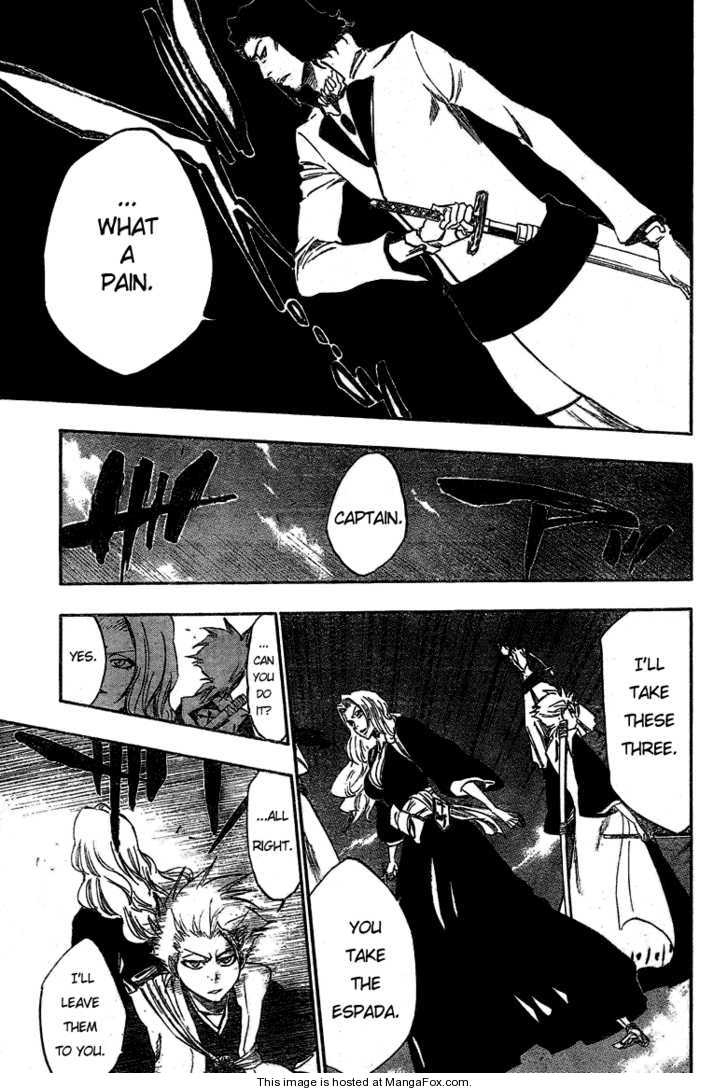 ...
WHAT
A
PAIN.
CAPTAIN.
I'LL
TAKE
THESE
THREE.
YOU
TAKE
THE
ESPADA.
...
CAN
YOU
DO
IT?
YES.
...ALL
RIGHT.
I'LL
LEAVE
THEM
TO YOU.
This image is hosted at MangaFox.com.